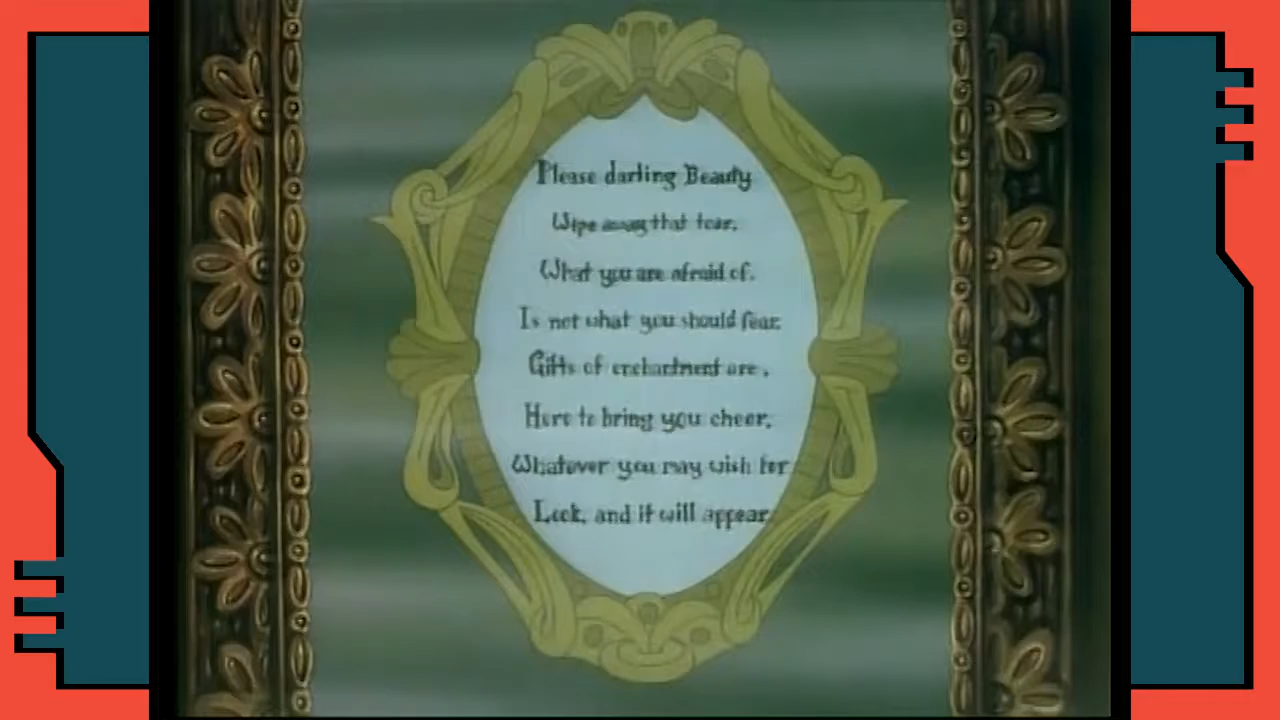 Please darling Beauty
Wipe away that tear.
What you are afraid of.
Is not what you should fear.
Gifts of enchantment are,
Here to bring you cheer,
Whatever you may wish for
Look, and it will appear.